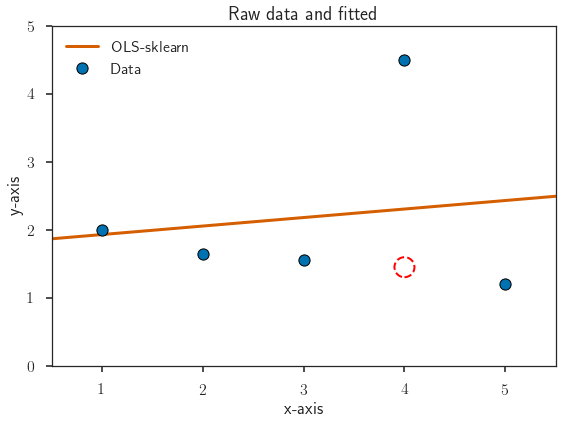 Raw data and fitted
OLS-sklearn
Data
y-axis
5
4
3
2
1
0
1 2 3 4 5
x-axis